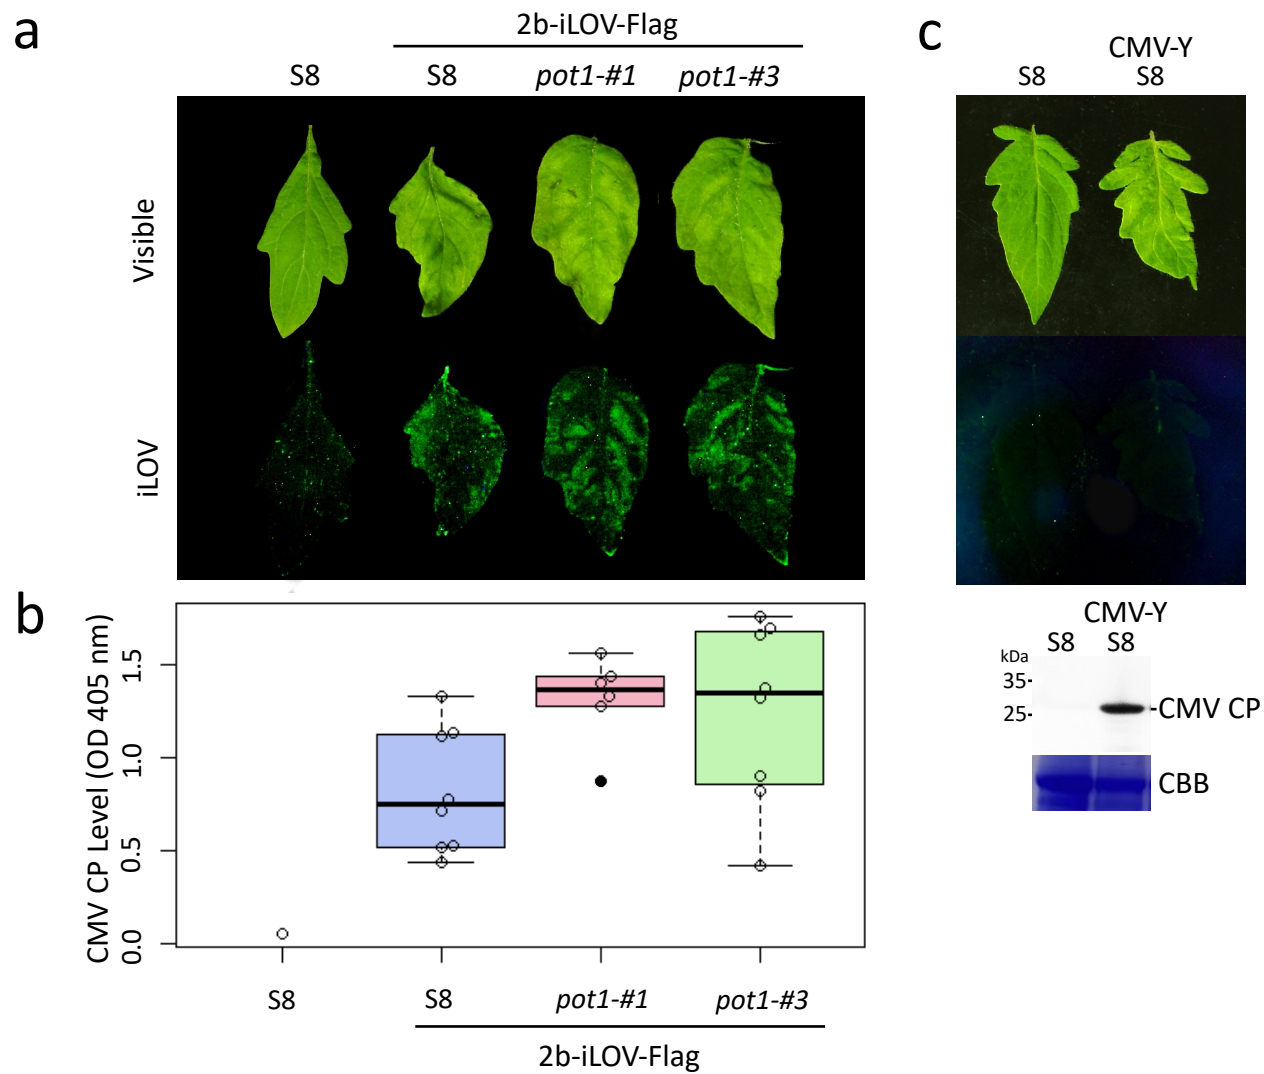 a
2b-iLOV-Flag
S8 S8 pot1-#1 pot1-#3
Visible
iLOV
b
CMV CP Level (OD 405 nm)
1.5
1.0
0.5
0.0
S8 S8 pot1-#1 pot1-#3
2b-iLOV-Flag
c
CMV-Y
S8 S8
CMV-Y
S8 S8
kDa
35-
25-
-CMV CP
CBB